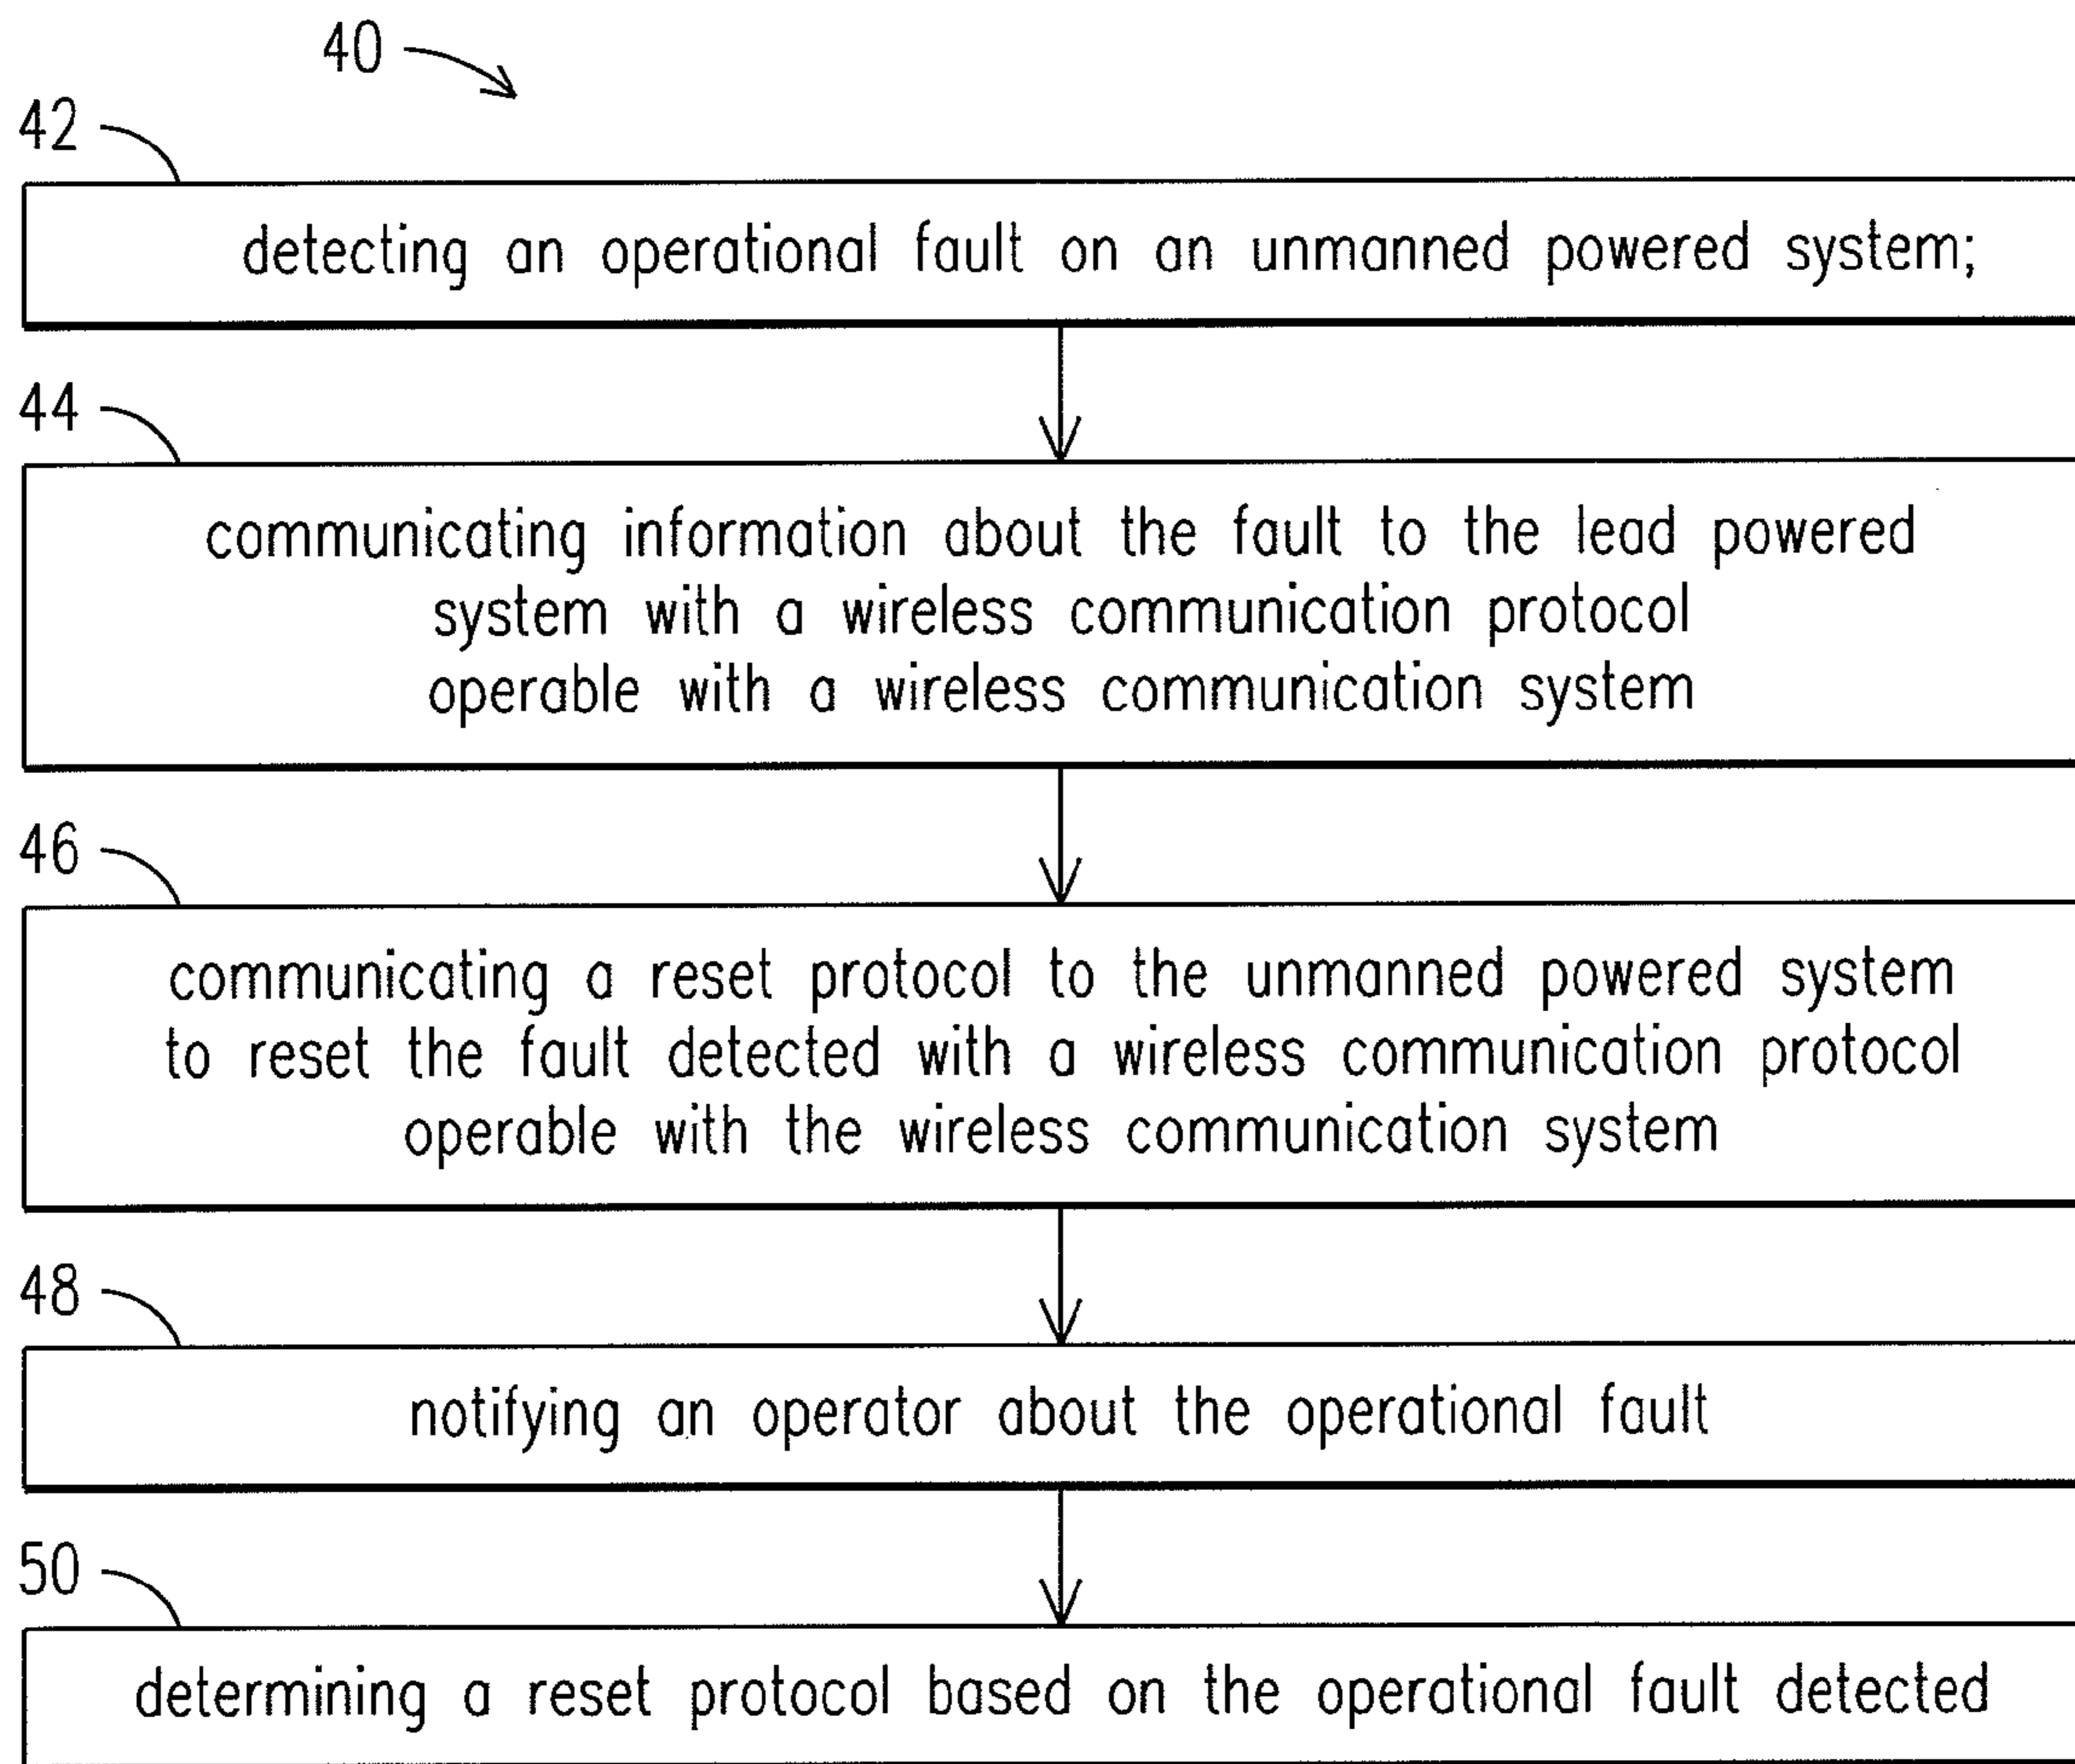 40
42
detecting an operational fault on an unmanned powered system;
44
communicating information about the fault to the lead powered
system with a wireless communication protocol
operable with a wireless communication system
46
communicating a reset protocol to the unmanned powered system
to reset the fault detected with a wireless communication protocol
operable with the wireless communication system
48
notifying an operator about the operational fault
50
determining a reset protocol based on the operational fault detected